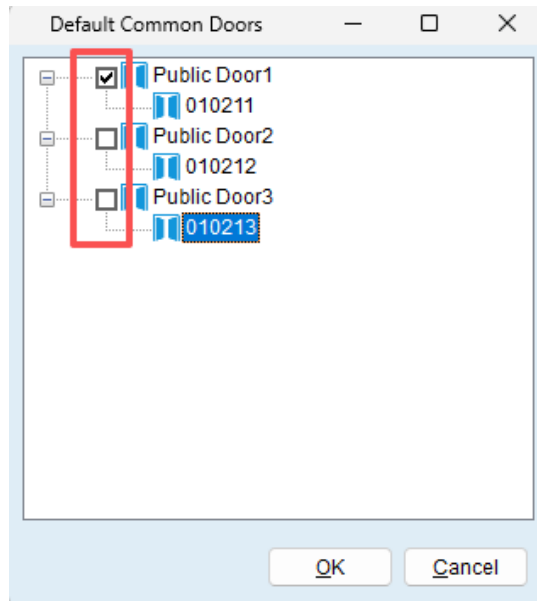 Default Common Doors
Public Door1
010211
Public Door2
010212
Public Door3
010213
OK Cancel